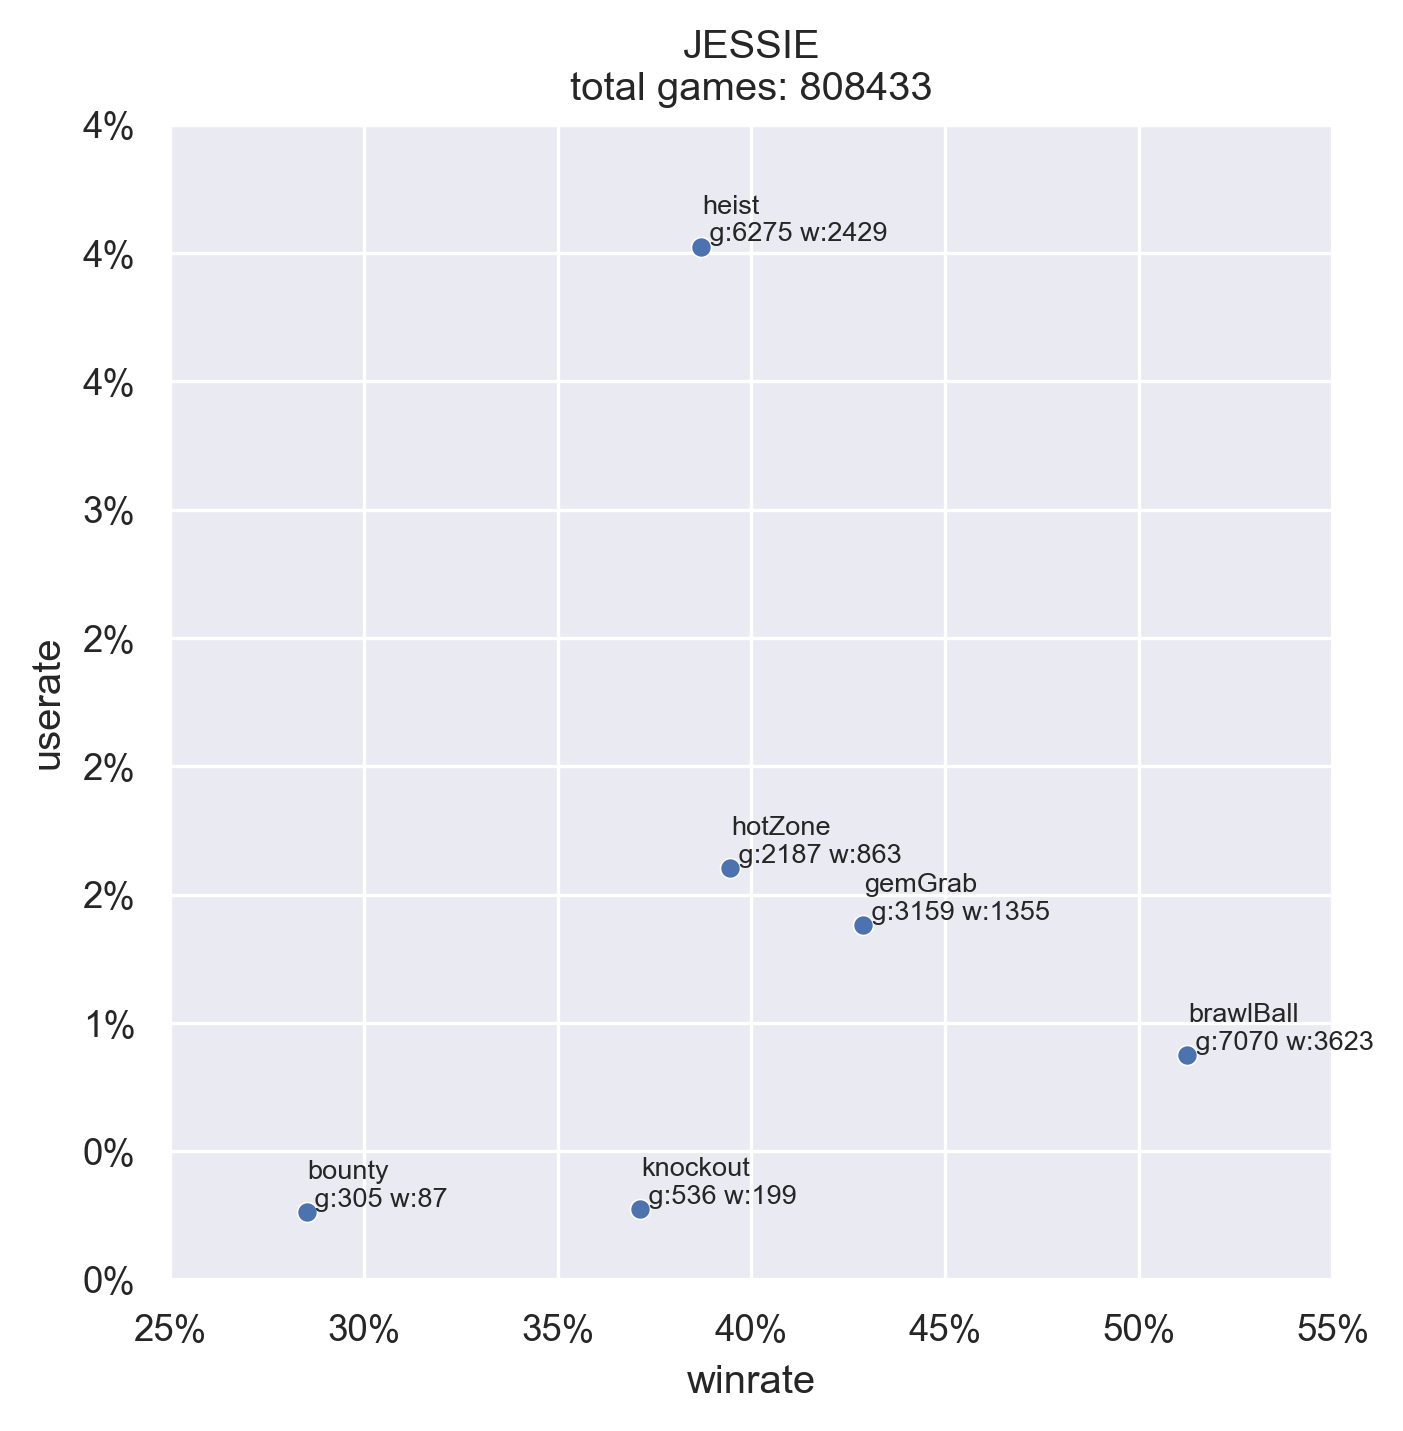 JESSIE
total games: 808433
4%
heist
g:6275 w:2429
4%
4%
3%
2%
userate
2%
hotZone
g:2187 w:863
2%
gemGrab
g:3159 w:1355
1%
brawlBall
g:7070 w:3623
0%
bounty
g:305 w:87
knockout
g:536 w:199
0%
25% 30% 35% 40% 45% 50% 55%
winrate